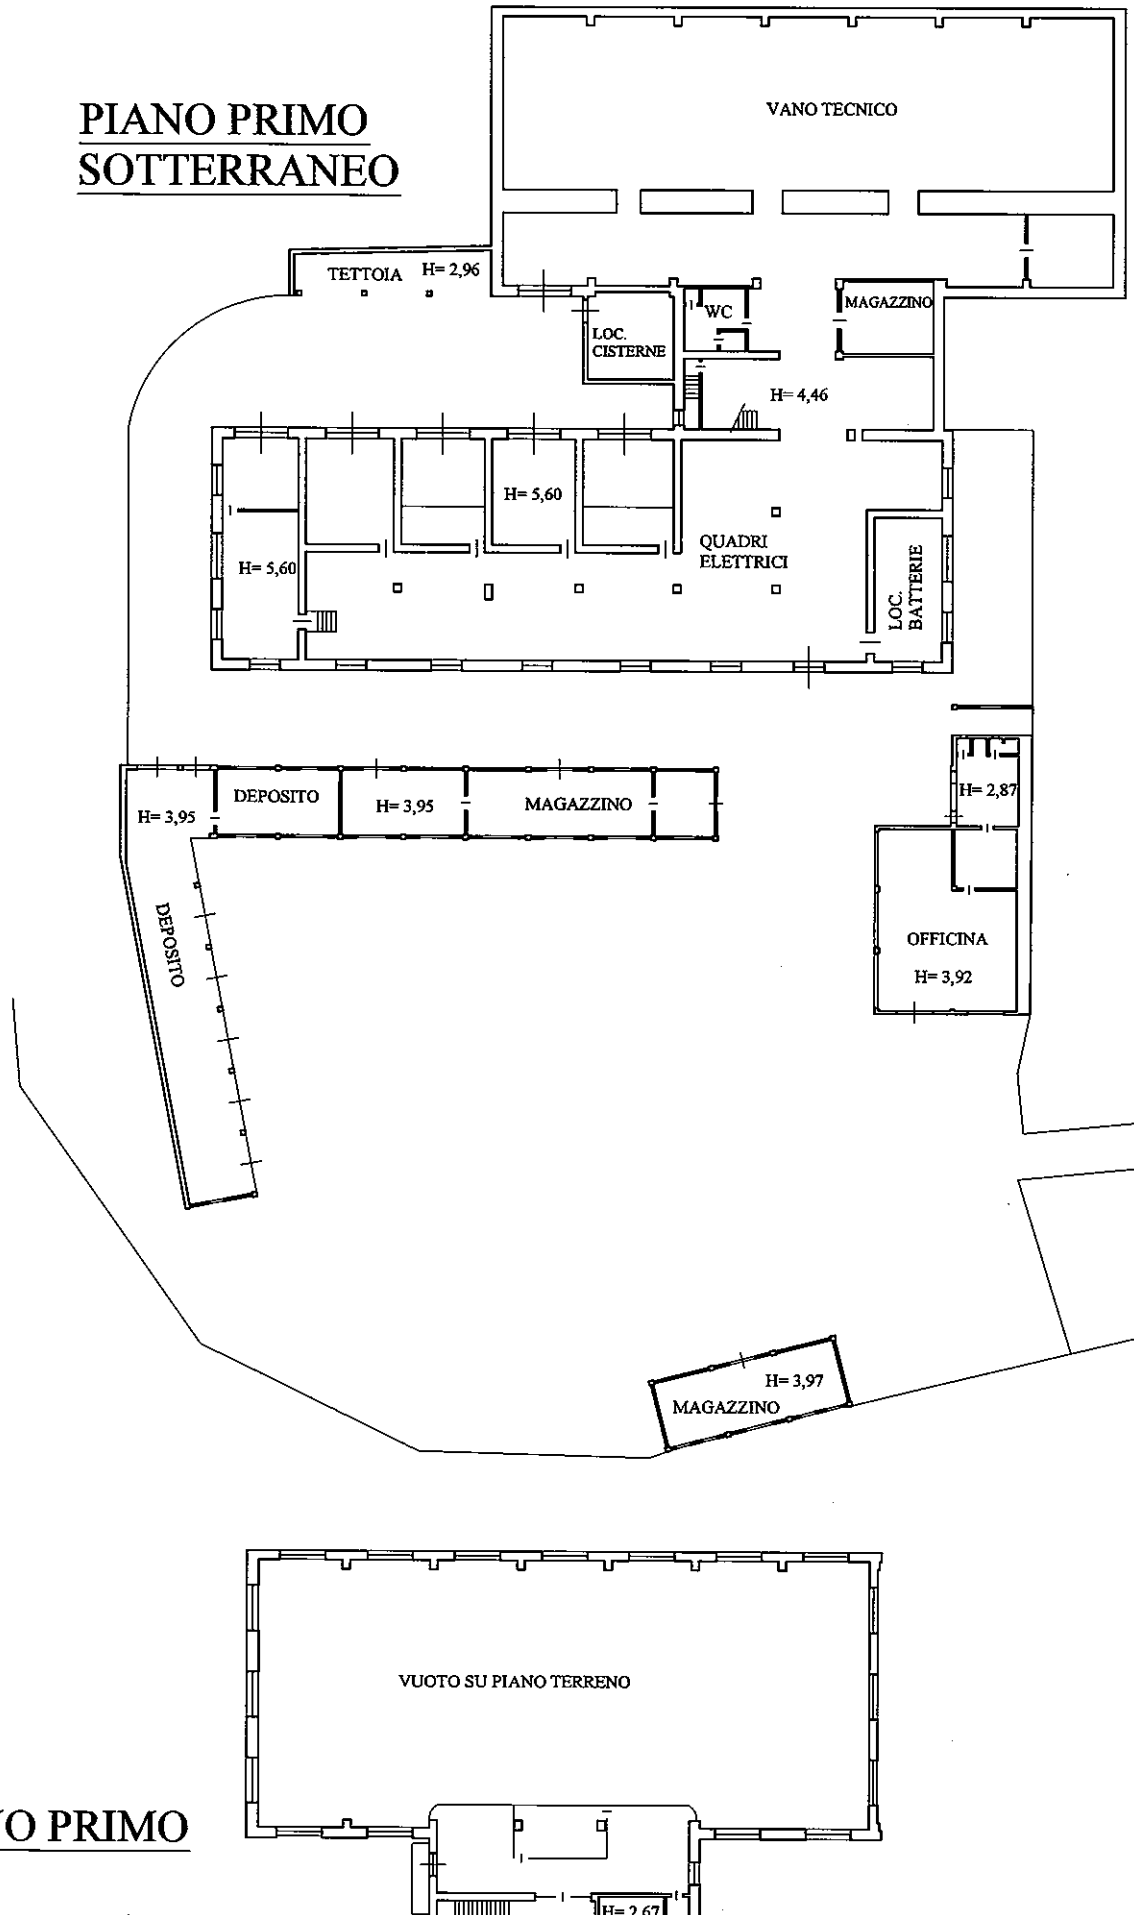 PIANO PRIMO
SOTTERRANEO
VANO TECNICO
TETTOIA
H= 2,96
WC
MAGAZZINO
LOC.
CISTERNE
H= 4,46
H= 5,60
QUADRI
ELETTRICI
H= 5,60
LOC.
BATTERIE
DEPOSITO
H= 3,95
MAGAZZINO
H= 3,95
H= 2,87
DEPOSITO
OFFICINA
H= 3,92
H= 3,97
MAGAZZINO
VUOTO SU PIANO TERRENO
O PRIMO
H= 2,67